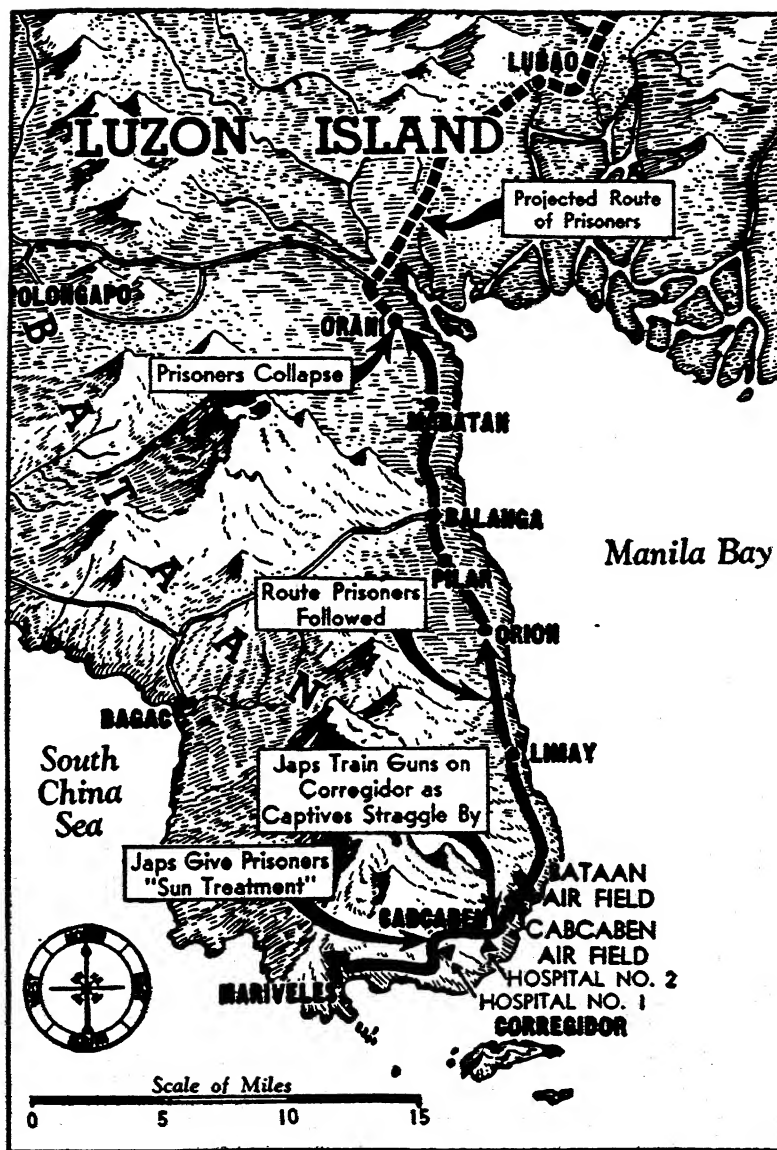 LUBAO
LUZON ISLAND
Projected Route
of Prisoners
OLONGAPO
ORANI
Prisoners Collapse
BATAAN
MABATAN
BALANGA
Manila Bay
PILAR
Route Prisoners
Followed
ORION
BAGAC
South
China
Sea
LIMAY
Japs Train Guns on
Corregidor as
Captives Straggle By
Japs Give Prisoners
"Sun Treatment"
BATAAN
AIR FIELD
CABCABEN
CABCABEN
AIR FIELD
HOSPITAL NO. 2
MARIVELES
HOSPITAL NO. 1
CORREGIDOR
Scale of Miles
0 5 10 15